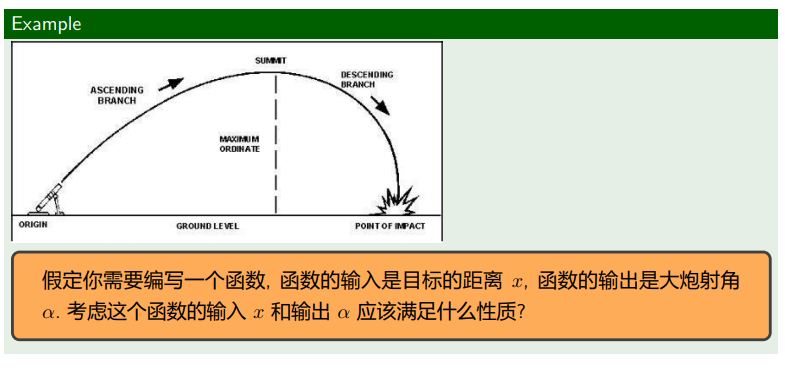 Example
SUMMIT
ASCENDING
BRANCH
DESCENDING
BRANCH
MAXIMUM
ORDINATE
ORIGIN
GROUND LEVEL
POINT OF IMPACT
假定你需要编写一个函数, 函数的输入是目标的距离 x, 函数的输出是大炮射角
α. 考虑这个函数的输入 x 和输出 α 应该满足什么性质?